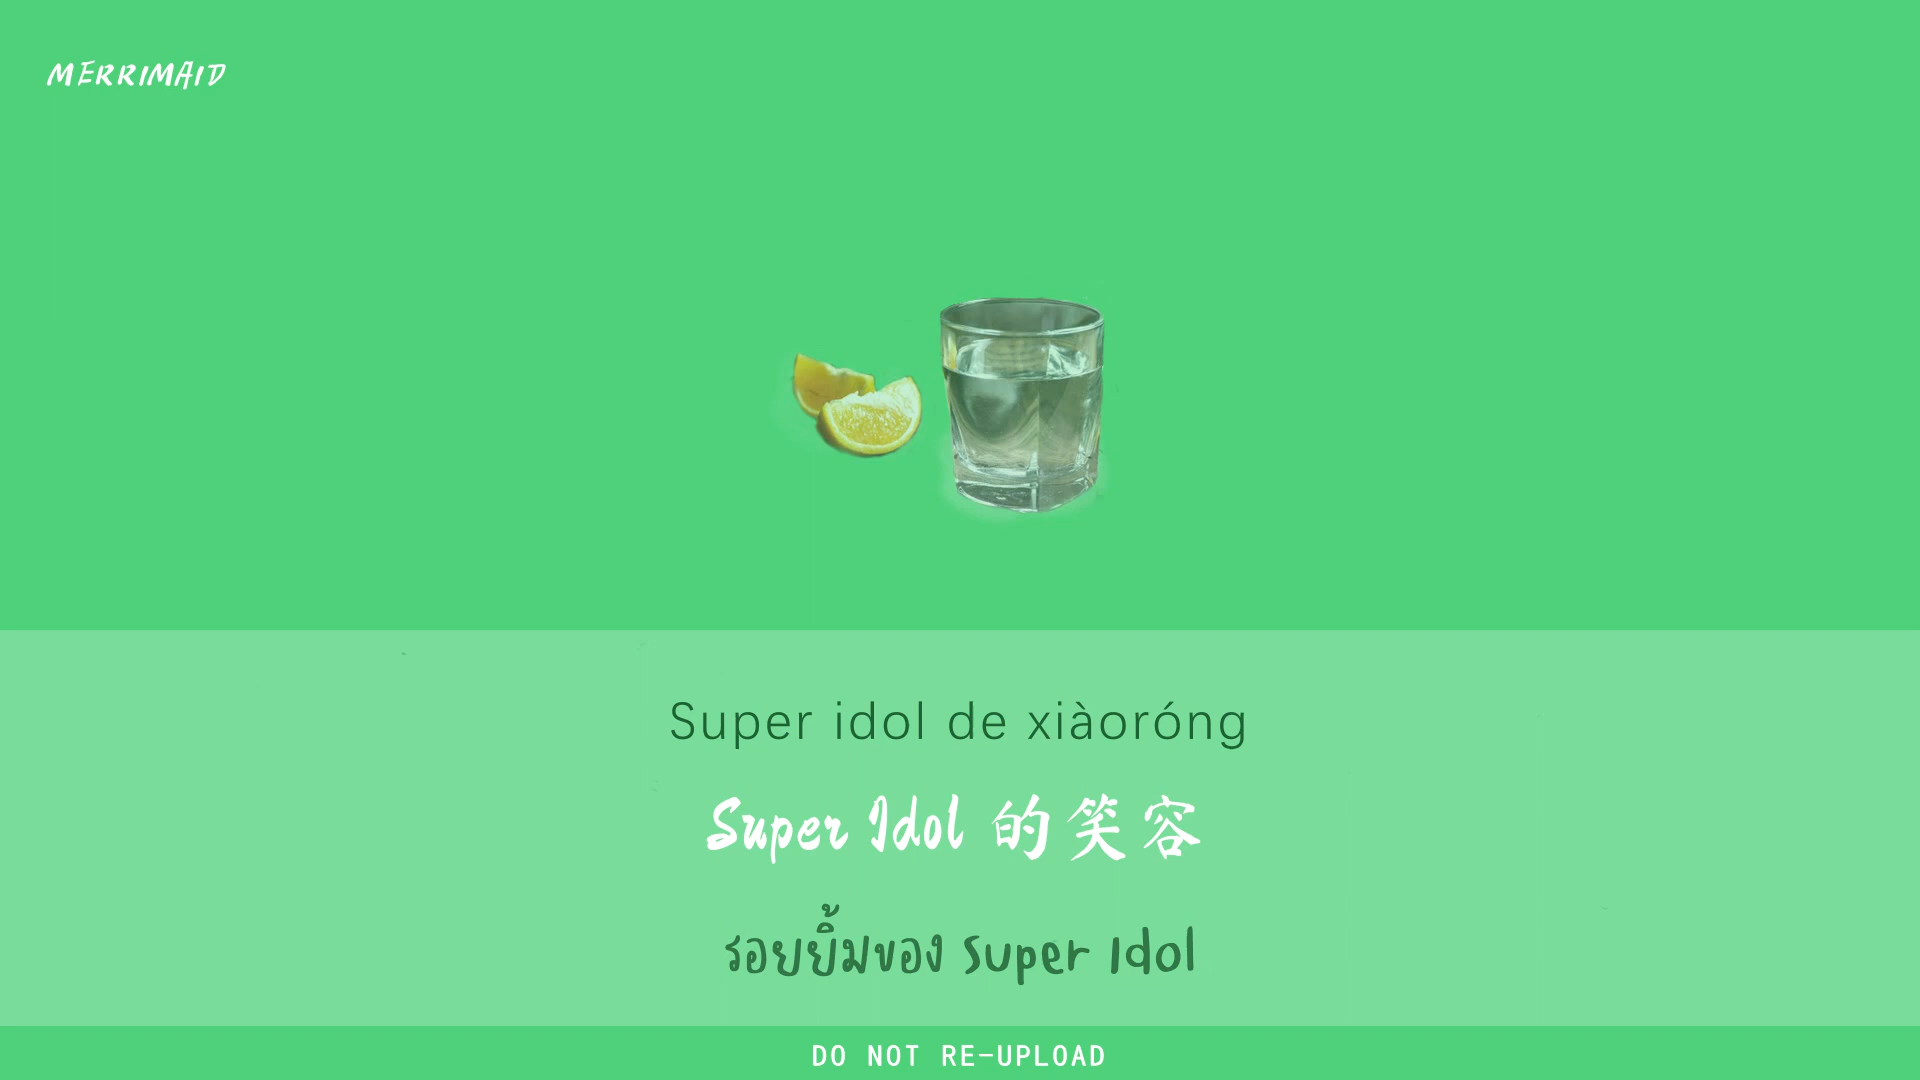 MERRIMAID
Super idol de xiàoróng
Super Idol 的笑容
รอยยิ้มของ Super Idol
DO NOT RE-UPLOAD